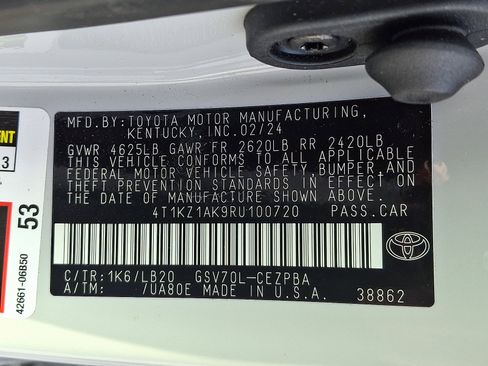 MFD.BY:TOYOTA MOTOR MANUFACTURING,
KENTUCKY,INC.02/24
GVWR 4625LB GAWR FR 2620LB RR 2420LB
THIS VEHICLE CONFORMS TO ALL APPLICABLE
FEDERAL MOTOR VEHICLE SAFETY,BUMPER,AND
THEFT PREVENTION STANDARDS IN EFFECT
ON THE DATE OF MANUFACTURE SHOWN ABOVE.
4T1KZ1AK9RU100720 PASS.CAR
C/TR:1K6/LB20 GSV70L-CEZPBA
A/TM: /UA80E MADE IN U.S.A. 38862
TOYOTA
53
42661-06B50
3